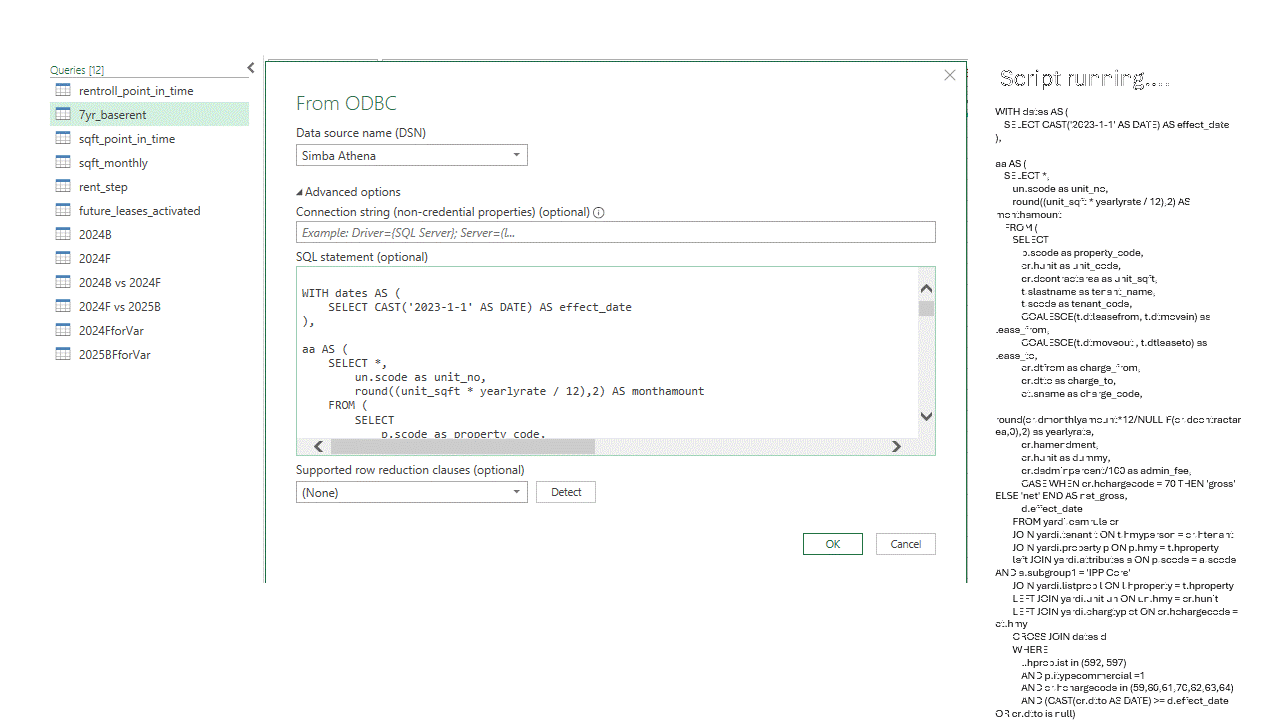 Queries [12]
rentroll_point_in_time
7yr_baserent
sqft_point_in_time
sqft_monthly
rent_step
future_leases_activated
2024B
2024F
2024B vs 2024F
2024F vs 2025B
2024FforVar
2025BFforVar
From ODBC
Data source name (DSN)
Simba Athena
Advanced options
Connection string (non-credential properties) (optional)
Example: Driver={SQL Server}; Server=(l...
SQL statement (optional)
WITH dates AS (
SELECT CAST('2023-1-1' AS DATE) AS effect_date
),
aa AS (
SELECT *,
un.scode as unit_no,
round((unit_sqft * yearlyrate / 12),2) AS monthamount
FROM (
SELECT
p.scode as property_code,
Supported row reduction clauses (optional)
(None)
Detect
OK
Cancel
Script running....
WITH dates AS (
SELECT CAST('2023-1-1' AS DATE) AS effect_date
),
aa AS (
SELECT *,
un.scode as unit_no,
round((unit_sqft * yearlyrate / 12),2) AS
monthamount
FROM (
SELECT
p.scode as property_code,
cr.hunit as unit_code,
cr.dcontractarea as unit_sqft,
t.slastname as tenant_name,
t.scode as tenant_code,
COALESCE(t.dtleasefrom, t.dtmovein) as
lease_from,
COALESCE(t.dtmoveout , t.dtleaseto) as
lease_to,
cr.dtfrom as charge_from,
cr.dtto as charge_to,
ct.sname as charge_code,
round(cr.dmonthlyamount*12/NULLIF(cr.dcontractar
ea,0),2) as yearlyrate,
cr.hamendment,
cr.hunit as dummy,
cr.dadminpercent/100 as admin_fee,
CASE WHEN cr.hchargecode = 70 THEN 'gross'
ELSE 'net' END AS net_gross,
d.effect_date
FROM yardi.camrule cr
JOIN yardi.tenant t ON t.hmyperson = cr.htenant
JOIN yardi.property p ON p.hmy = t.hproperty
left JOIN yardi.attributes a ON p.scode = a.scode
AND a.subgroup1 = 'IPP Core'
JOIN yardi.listprop l ON l.hproperty = t.hproperty
LEFT JOIN yardi.unit un ON un.hmy = cr.hunit
LEFT JOIN yardi.chargtyp ct ON cr.hchargecode =
ct.hmy
CROSS JOIN dates d
WHERE
l.hproplist in (592, 597)
AND p.itypecommercial =1
AND cr.hchargecode in (59,60,61,70,62,63,64)
AND (CAST(cr.dtto AS DATE) >= d.effect_date
OR cr.dtto is null)